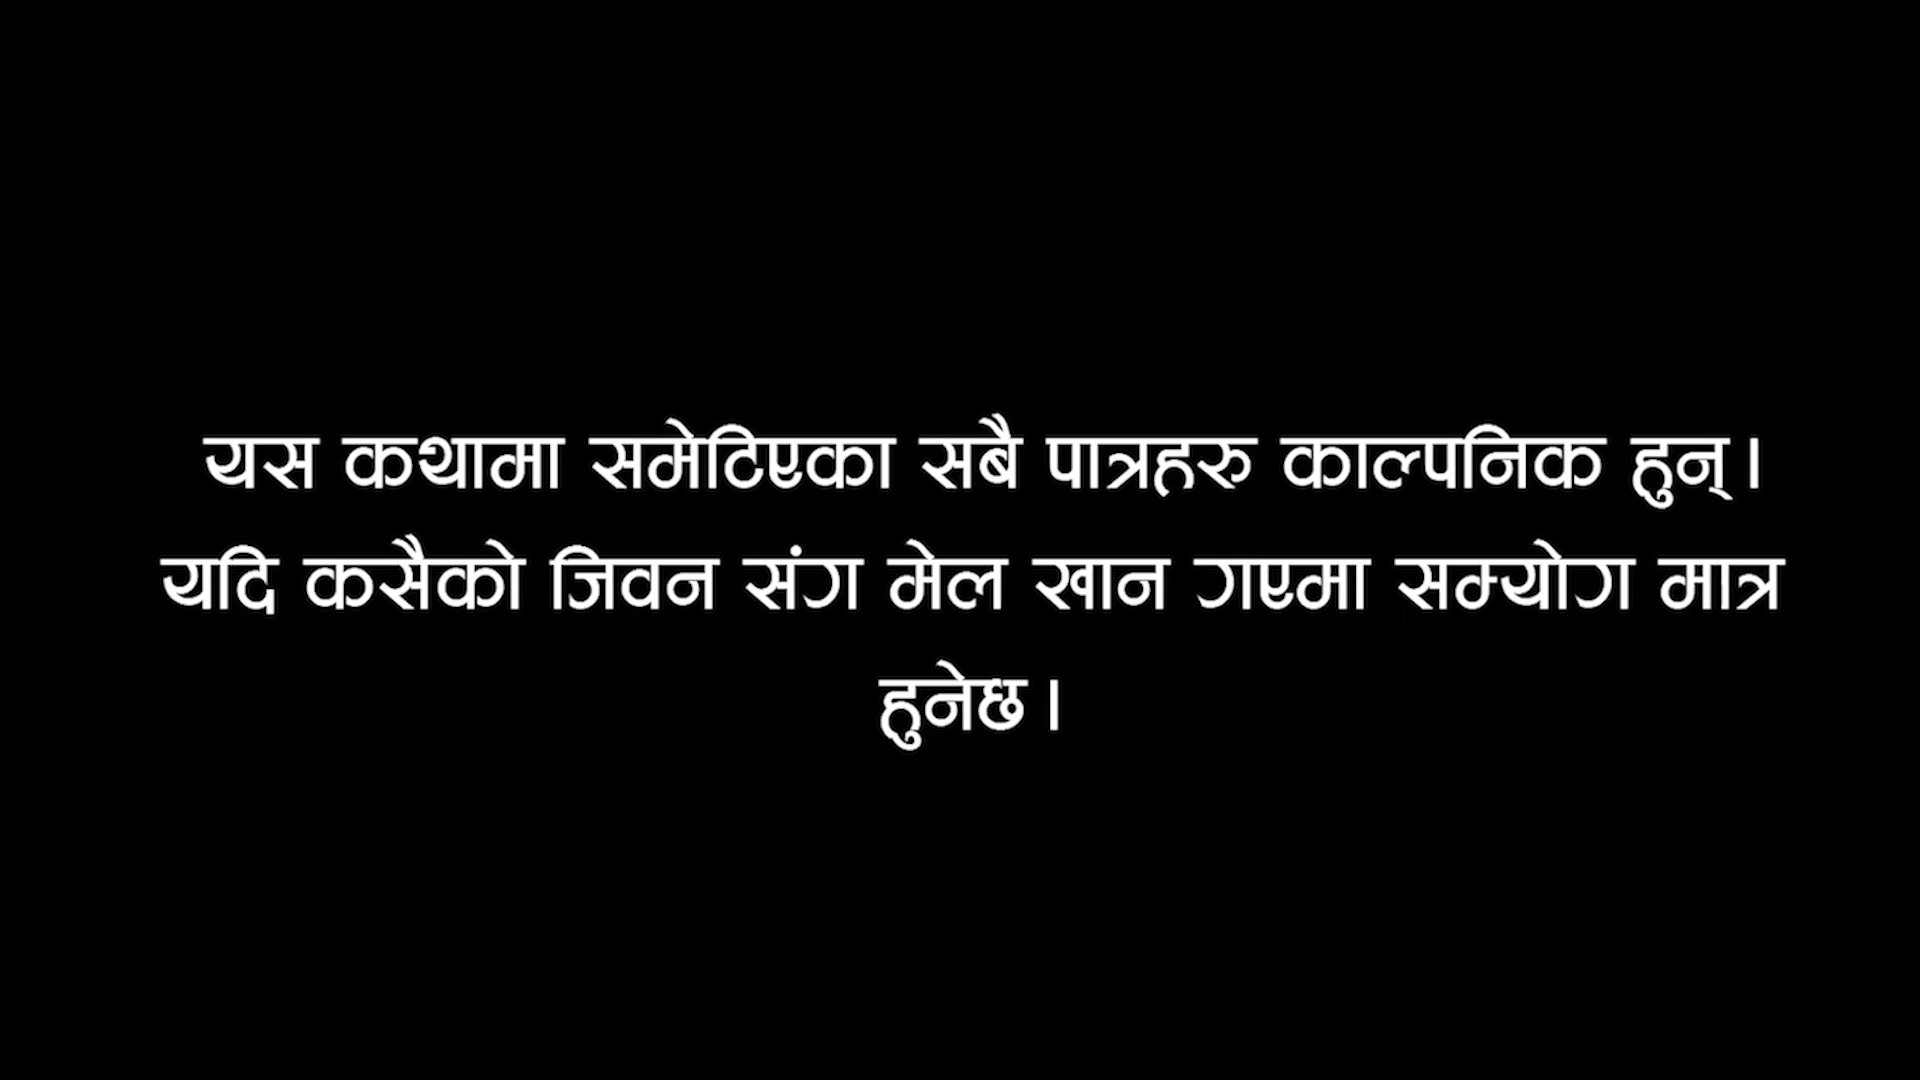 यस कथामा समेटिएका सबै पात्रहरु काल्पनिक हुन् ।
यदि कसैको जिवन संग मेल खान गएमा सम्योग मात्र
हुनेछ ।